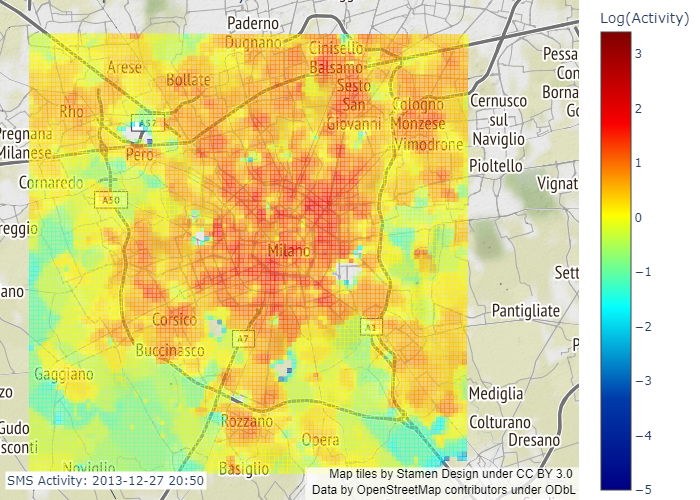 Log(Activity)
3
2
1
0
−1
−2
−3
−4
−5
Paderno
Dugnano
Cinisello
Balsamo
Arese
Bollate
Sesto
San
Giovanni
Pessa
Con
Borna
Go
Rho
A52
Cologno
Monzese
Cernusco
sul
Naviglio
Pregnana
Milanese
Pero
Vimodrone
Pioltello
Cornaredo
Vignat
A50
reggio
Milano
Sett
ano
Pantigliate
Corsico
A7
A1
Buccinasco
P
Gaggiano
zo
Mediglia
Rozzano
Colturano
Gudo
sconti
Opera
Dresano
Noviglio
Basiglio
SMS Activity: 2013-12-27 20:50
Map tiles by Stamen Design under CC BY 3.0
Data by OpenStreetMap contributors under ODbL